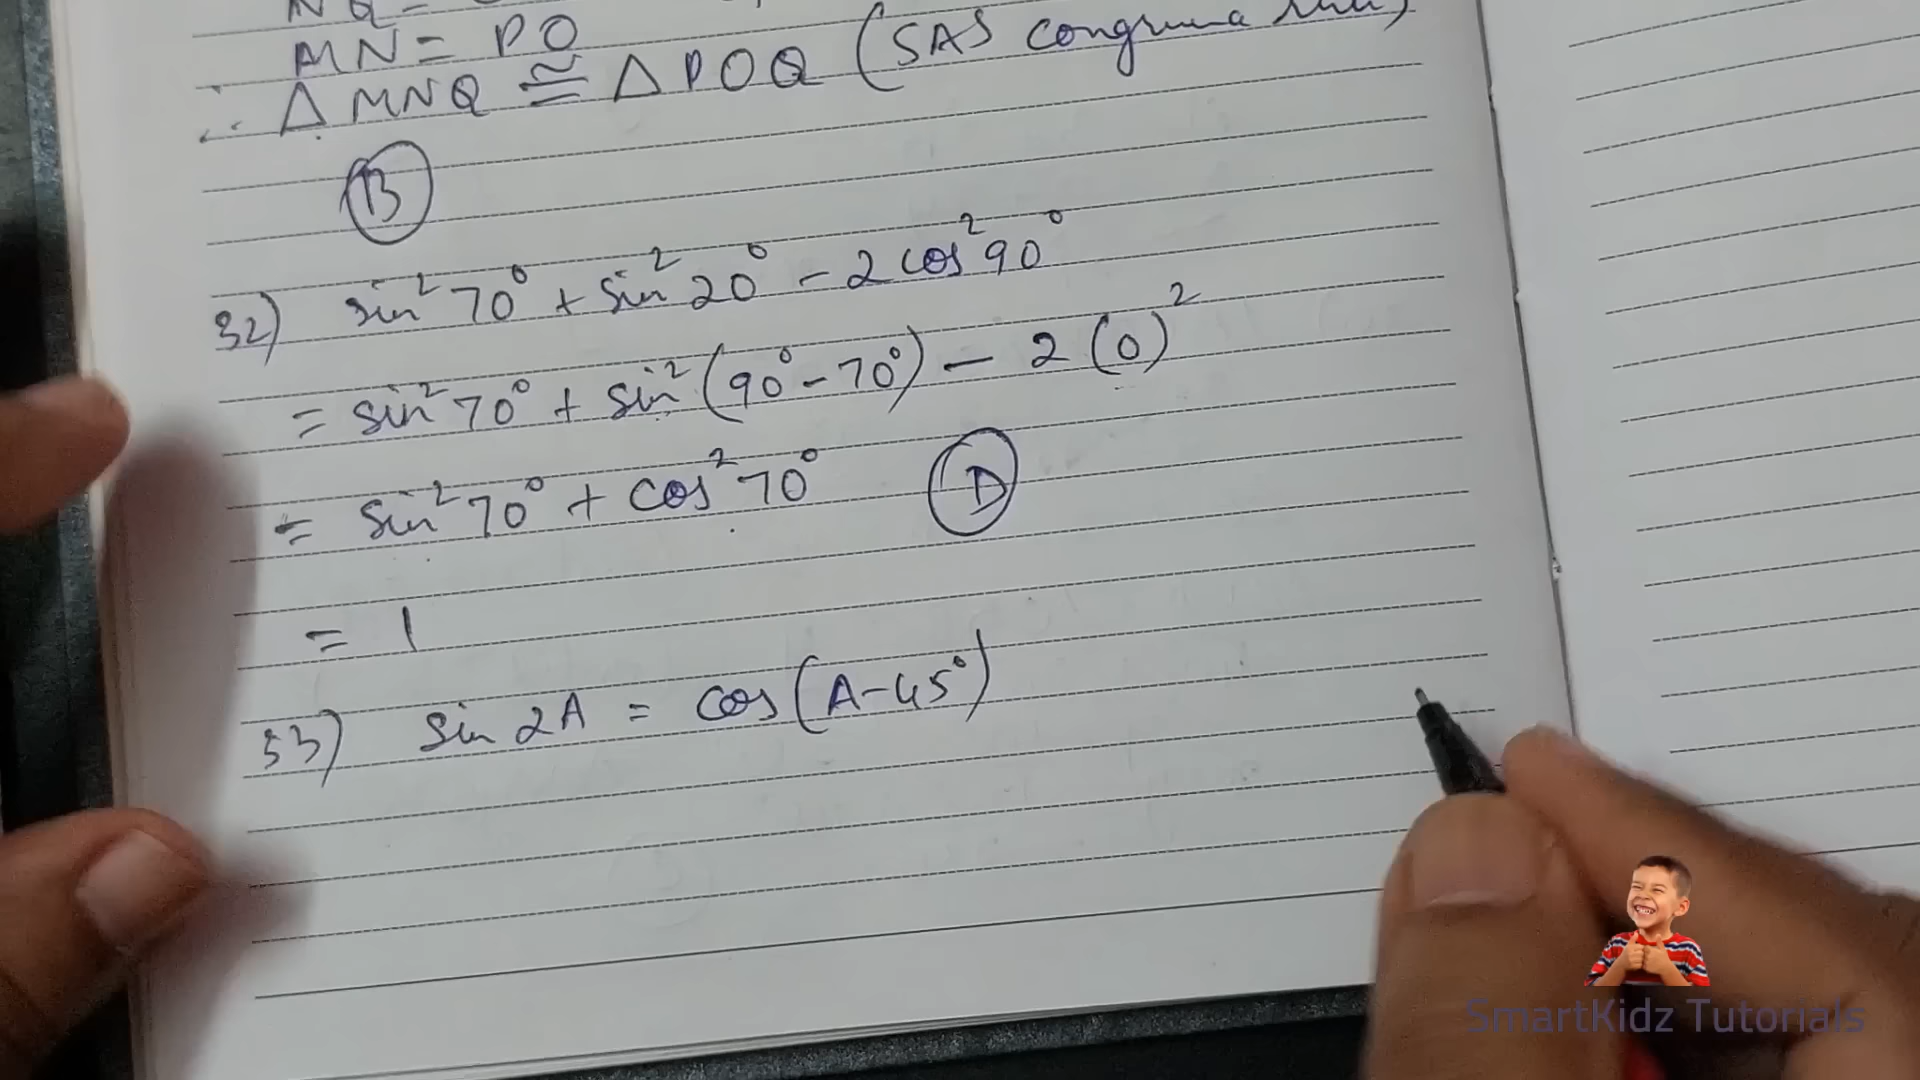 NQ =
MN = PO
∴ △ MNQ ≅ △ POQ (SAS congruence rule)
B
32) sin²70° + sin²20° - 2cos²90°
= sin²70° + sin²(90° - 70°) - 2(0)²
= sin²70° + cos²70° D
= 1
33) sin 2A = cos(A - 45°)
SmartKidz Tutorials